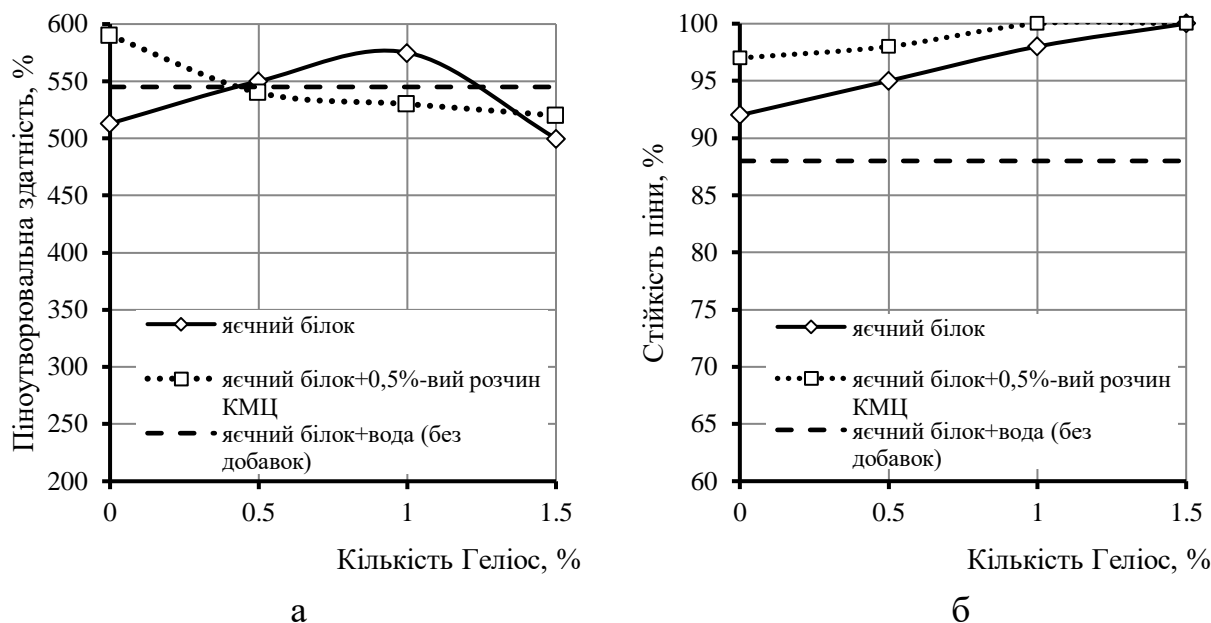 Піноутворювальна здатність, %
600
550
500
450
400
350
300
250
200
0
0.5
1
1.5
яєчний білок
яєчний білок+0,5%-вий розчин
КМЦ
яєчний білок+вода (без
добавок)
Кількість Геліос, %
а
Стійкість піни, %
100
95
90
85
80
75
70
65
60
0
0.5
1
1.5
яєчний білок
яєчний білок+0,5%-вий розчин
КМЦ
яєчний білок+вода (без
добавок)
Кількість Геліос, %
б